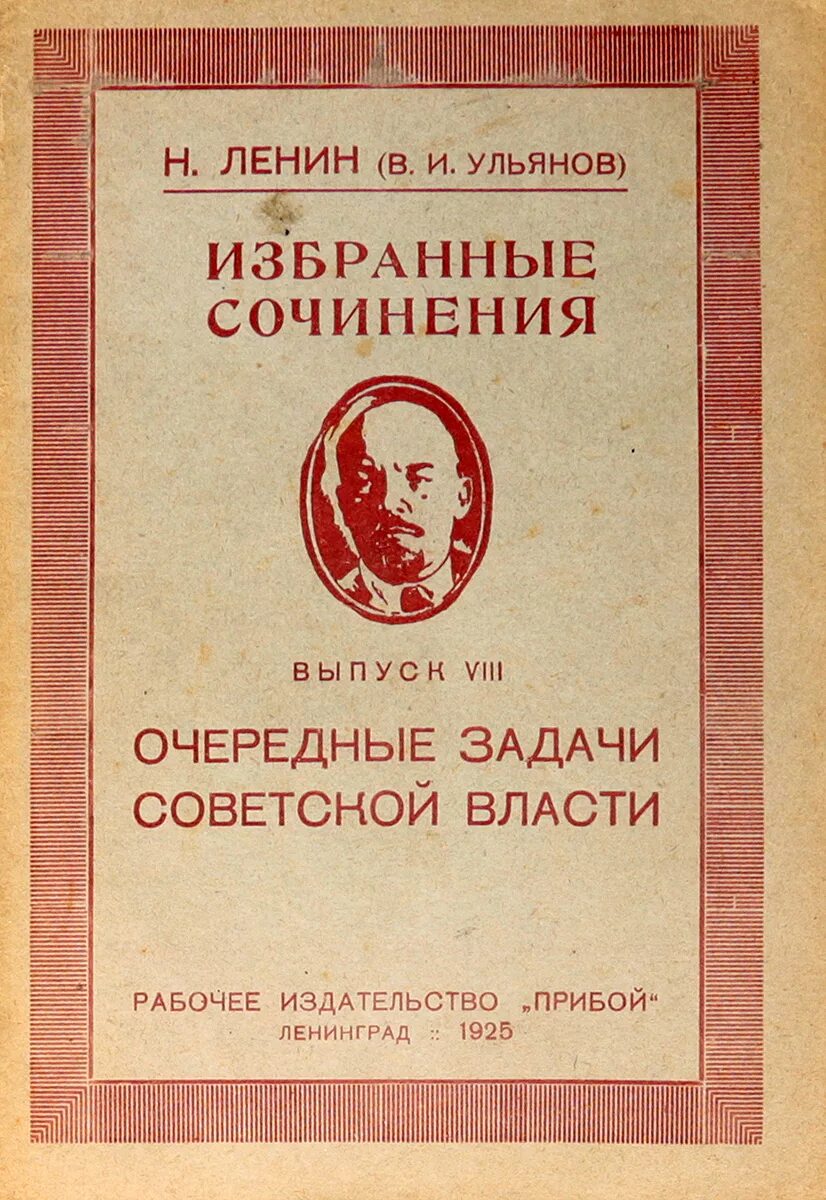 Н. ЛЕНИН (В. И. УЛЬЯНОВ)
ИЗБРАННЫЕ
СОЧИНЕНИЯ
ВЫПУСК VIII
ОЧЕРЕДНЫЕ ЗАДАЧИ
СОВЕТСКОЙ ВЛАСТИ
РАБОЧЕЕ ИЗДАТЕЛЬСТВО „ПРИБОЙ“
ЛЕНИНГРАД :: 1925